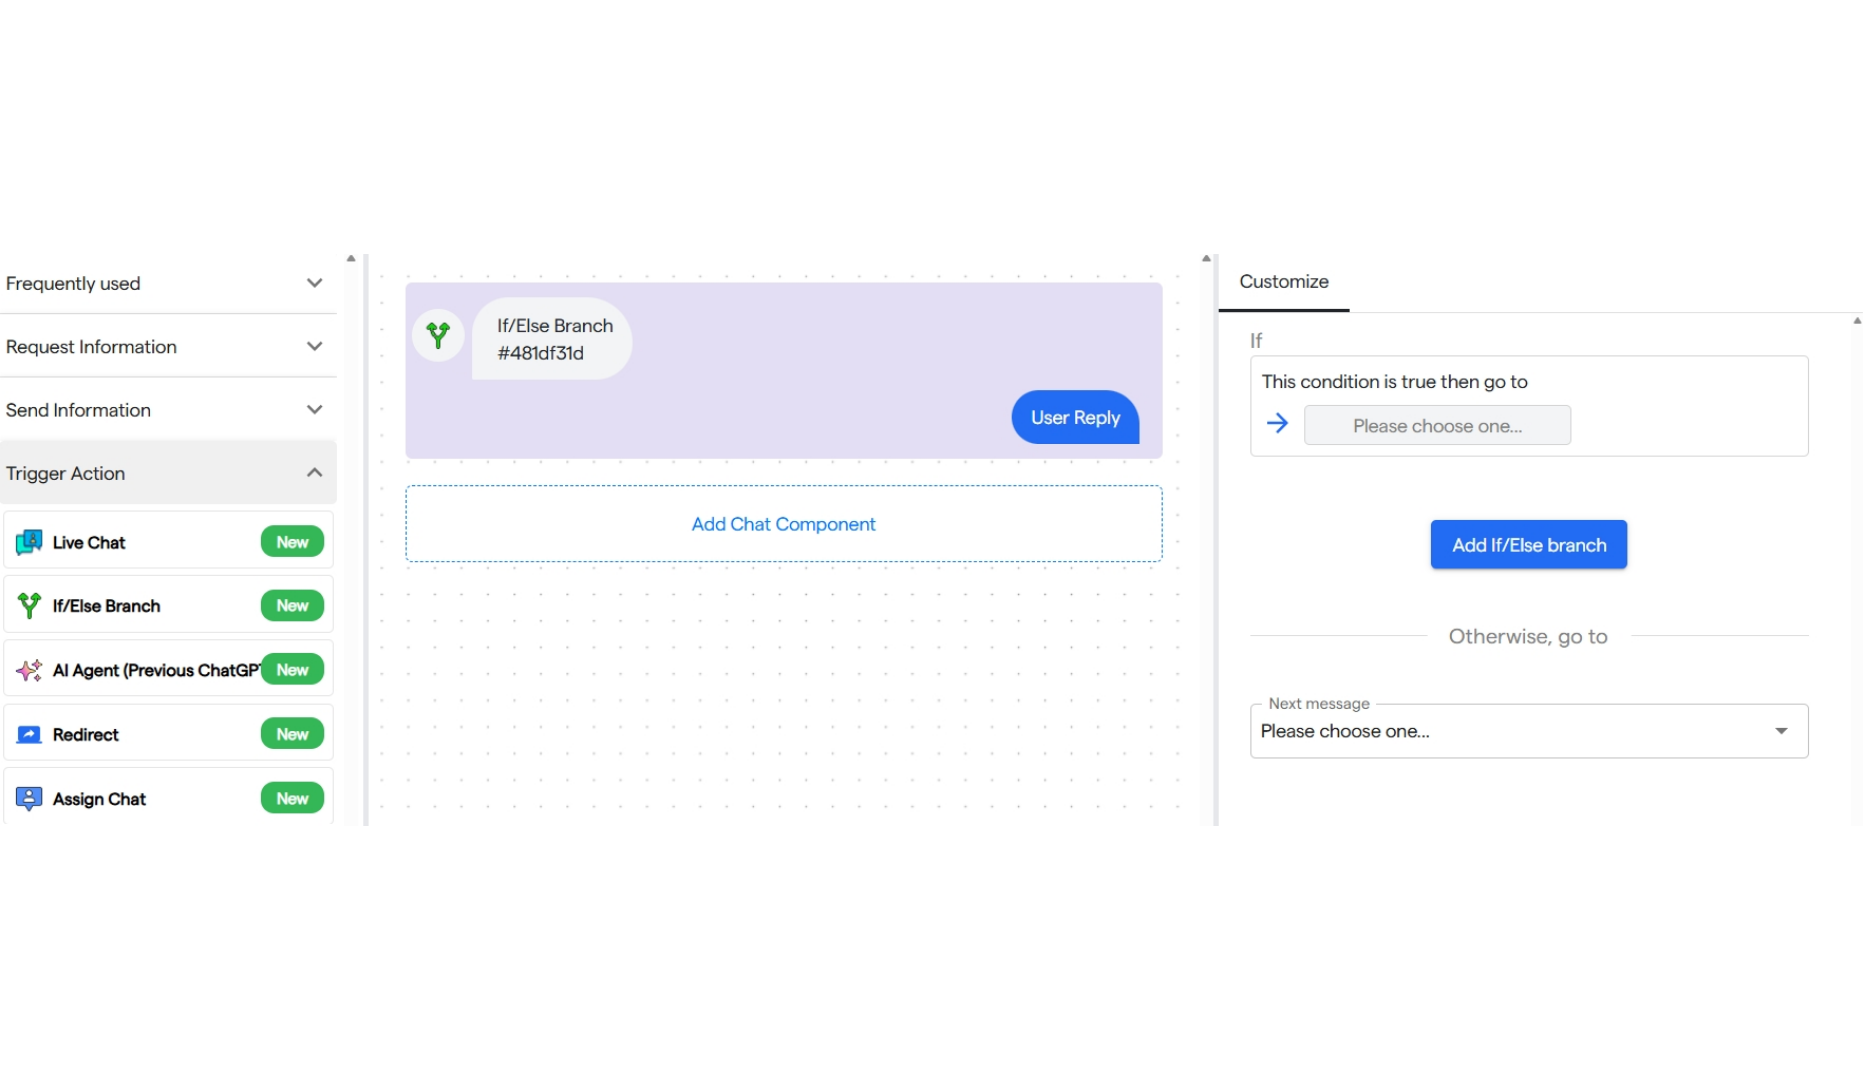 Frequently used
Request Information
Send Information
Trigger Action
Live Chat New
If/Else Branch New
AI Agent (Previous ChatGP New
Redirect New
Assign Chat New
If/Else Branch
#481df31d
User Reply
Add Chat Component
Customize
If
This condition is true then go to
Please choose one...
Add If/Else branch
Otherwise, go to
Next message
Please choose one...